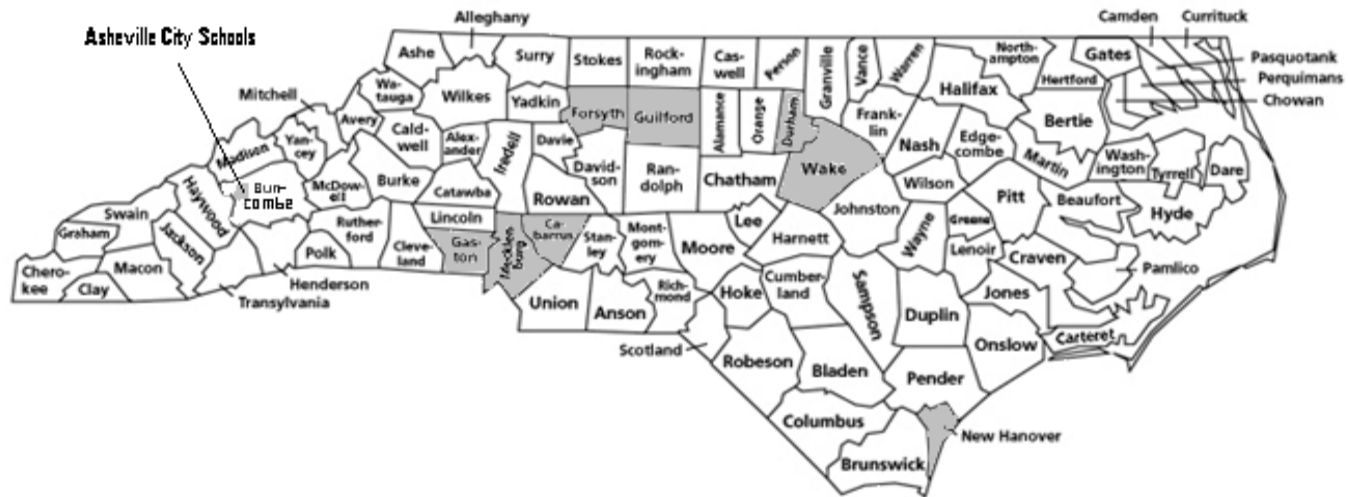 Alleghany
Camden
Currituck
Asheville City Schools
Ashe
Surry
Stokes
Rock-
ingham
Cas-
well
Person
Granville
Vance
Warren
North-
ampton
Gates
Pasquotank
Hertford
Perquimans
Chowan
Mitchell
Wa-
tauga
Wilkes
Yadkin
Forsyth
Guilford
Alamance
Orange
Durham
Frank-
lin
Halifax
Bertie
Avery
Cald-
well
Alex-
ander
Iredell
Davie
David-
son
Ran-
dolph
Chatham
Wake
Nash
Edge-
combe
Martin
Wash-
ington
Tyrrell
Dare
Madison
Yan-
cey
McDow-
ell
Burke
Catawba
Rowan
Wilson
Pitt
Beaufort
Hyde
Haywood
Bun-
combe
Swain
Graham
Jackson
Ruther-
ford
Polk
Cleve-
land
Lincoln
Gas-
ton
Mecklen
burg
Ca-
barrus
Stan-
ley
Mont-
gom-
ery
Moore
Lee
Harnett
Johnston
Wayne
Greene
Lenoir
Craven
Pamlico
Chero-
kee
Clay
Macon
Henderson
Transylvania
Union
Anson
Rich-
mond
Hoke
Cumber-
land
Sampson
Duplin
Jones
Onslow
Carteret
Scotland
Robeson
Bladen
Pender
Columbus
New Hanover
Brunswick